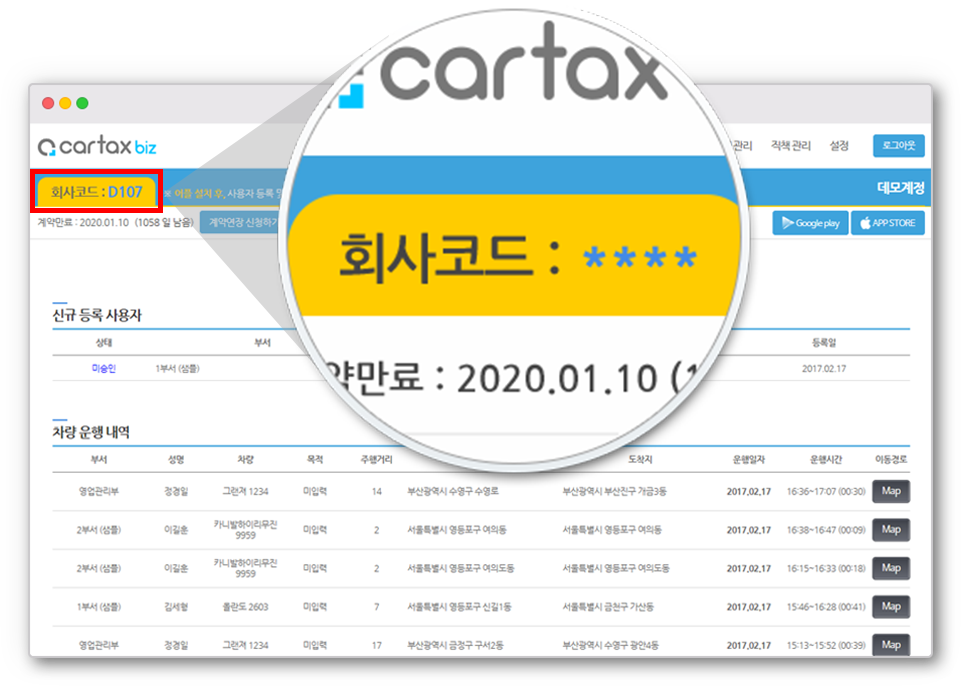 cartax
cartax biz
관리 직책관리 설정 로그아웃
회사코드 : D107
어플 설치 후, 사용자 등록 및
데모계정
회사코드 : ****
계약만료 : 2020.01.10 (1058 일 남음) 계약연장 신청하기
Google play APP STORE
약만료 : 2020.01.10 (1
신규 등록 사용자
상태 부서 등록일
미승인 1부서 (샘플) 2017.02.17
차량 운행 내역
부서 성명 차량 목적 주행거리 도착지 운행일자 운행시간 이동경로
영업관리부 정경일 그랜져 1234 미입력 14 부산광역시 수영구 수영로 부산광역시 부산진구 가금3동 2017.02.17 16:36~17:07 (00:30) Map
2부서 (샘플) 이길훈 카니발하이리무진 9959 미입력 2 서울특별시 영등포구 여의동 서울특별시 영등포구 여의동 2017.02.17 16:38~16:47 (00:09) Map
2부서 (샘플) 이길훈 카니발하이리무진 9959 미입력 2 서울특별시 영등포구 여의도동 서울특별시 영등포구 여의도동 2017.02.17 16:15~16:33 (00:18) Map
1부서 (샘플) 김세형 올란도 2603 미입력 7 서울특별시 영등포구 신길1동 서울특별시 금천구 가산동 2017.02.17 15:46~16:28 (00:41) Map
영업관리부 정경일 그랜져 1234 미입력 17 부산광역시 금정구 구서2동 부산광역시 수영구 광안4동 2017.02.17 15:13~15:52 (00:39) Map